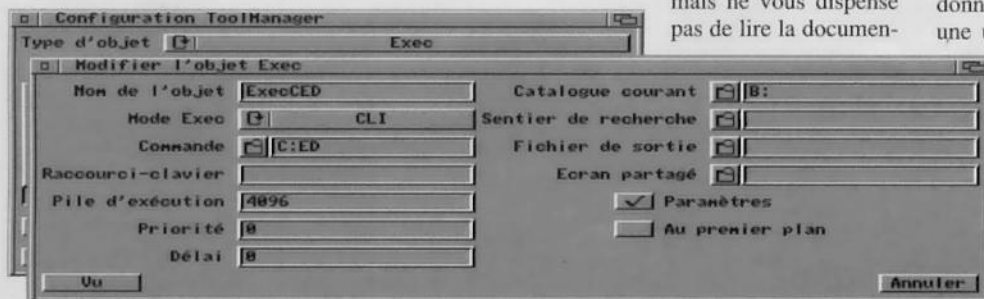 mais ne vous dispense
pas de lire la documen-
Configuration ToolManager
Type d'objet Exec
Modifier l'objet Exec
Nom de l'objet ExecCED
Mode Exec CLI
Commande C:ED
Raccourci-clavier
Pile d'exécution 4096
Priorité 0
Délai 0
Catalogue courant B:
Sentier de recherche
Fichier de sortie
Ecran partagé
Paramètres
Au premier plan
Vu
Annuler
une